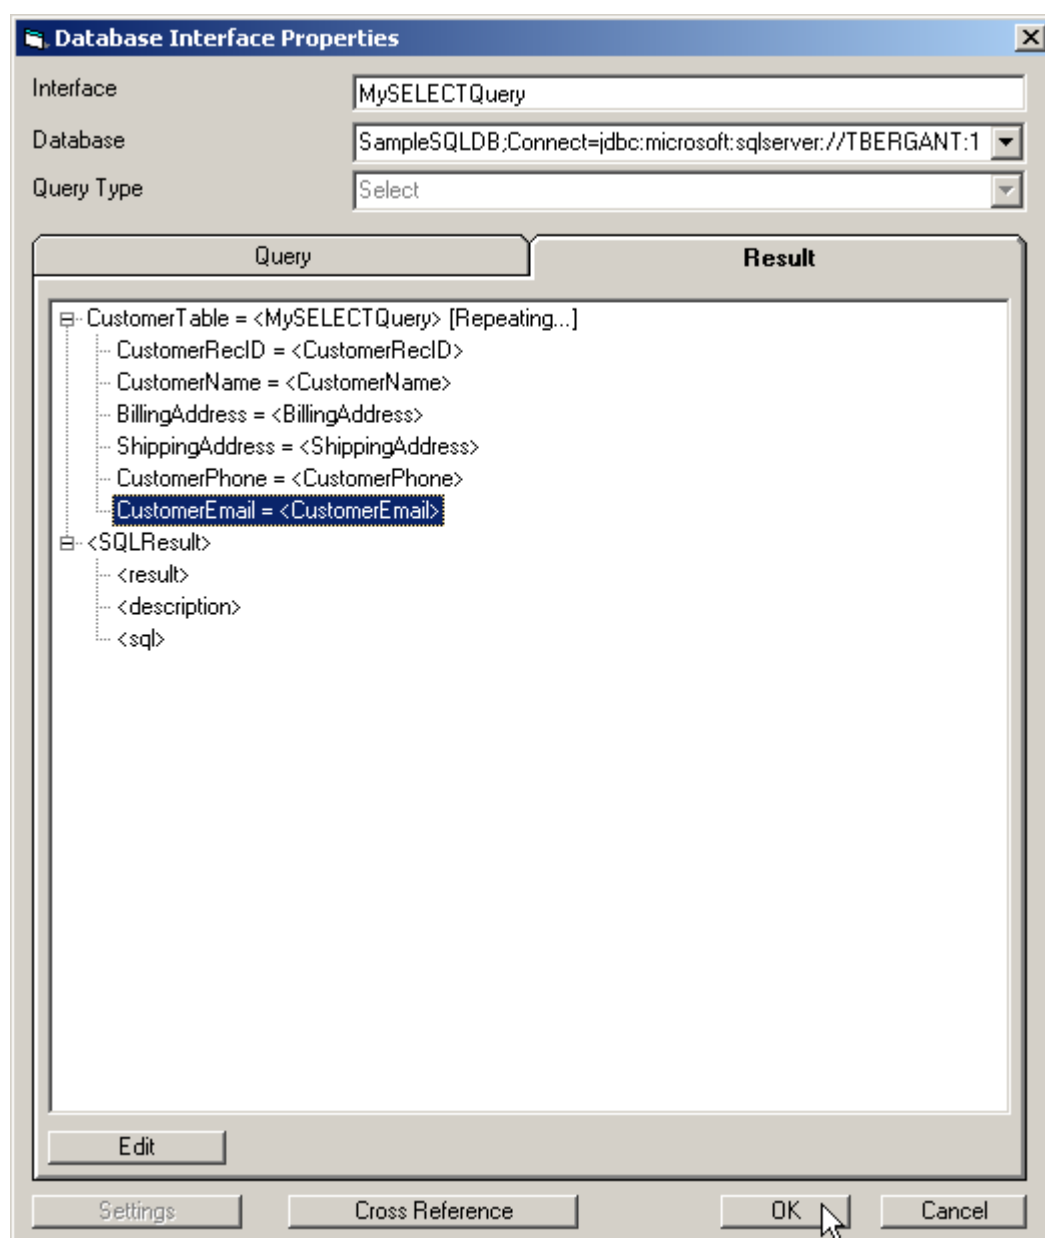 Database Interface Properties
Interface MySELECTQuery
Database SampleSQLDB;Connect=jdbc:microsoft:sqlserver://TBERGANT:1
Query Type Select
Query Result
CustomerTable = <MySELECTQuery> [Repeating...]
CustomerRecID = <CustomerRecID>
CustomerName = <CustomerName>
BillingAddress = <BillingAddress>
ShippingAddress = <ShippingAddress>
CustomerPhone = <CustomerPhone>
CustomerEmail = <CustomerEmail>
<SQLResult>
<result>
<description>
<sql>
Edit
Settings Cross Reference OK Cancel